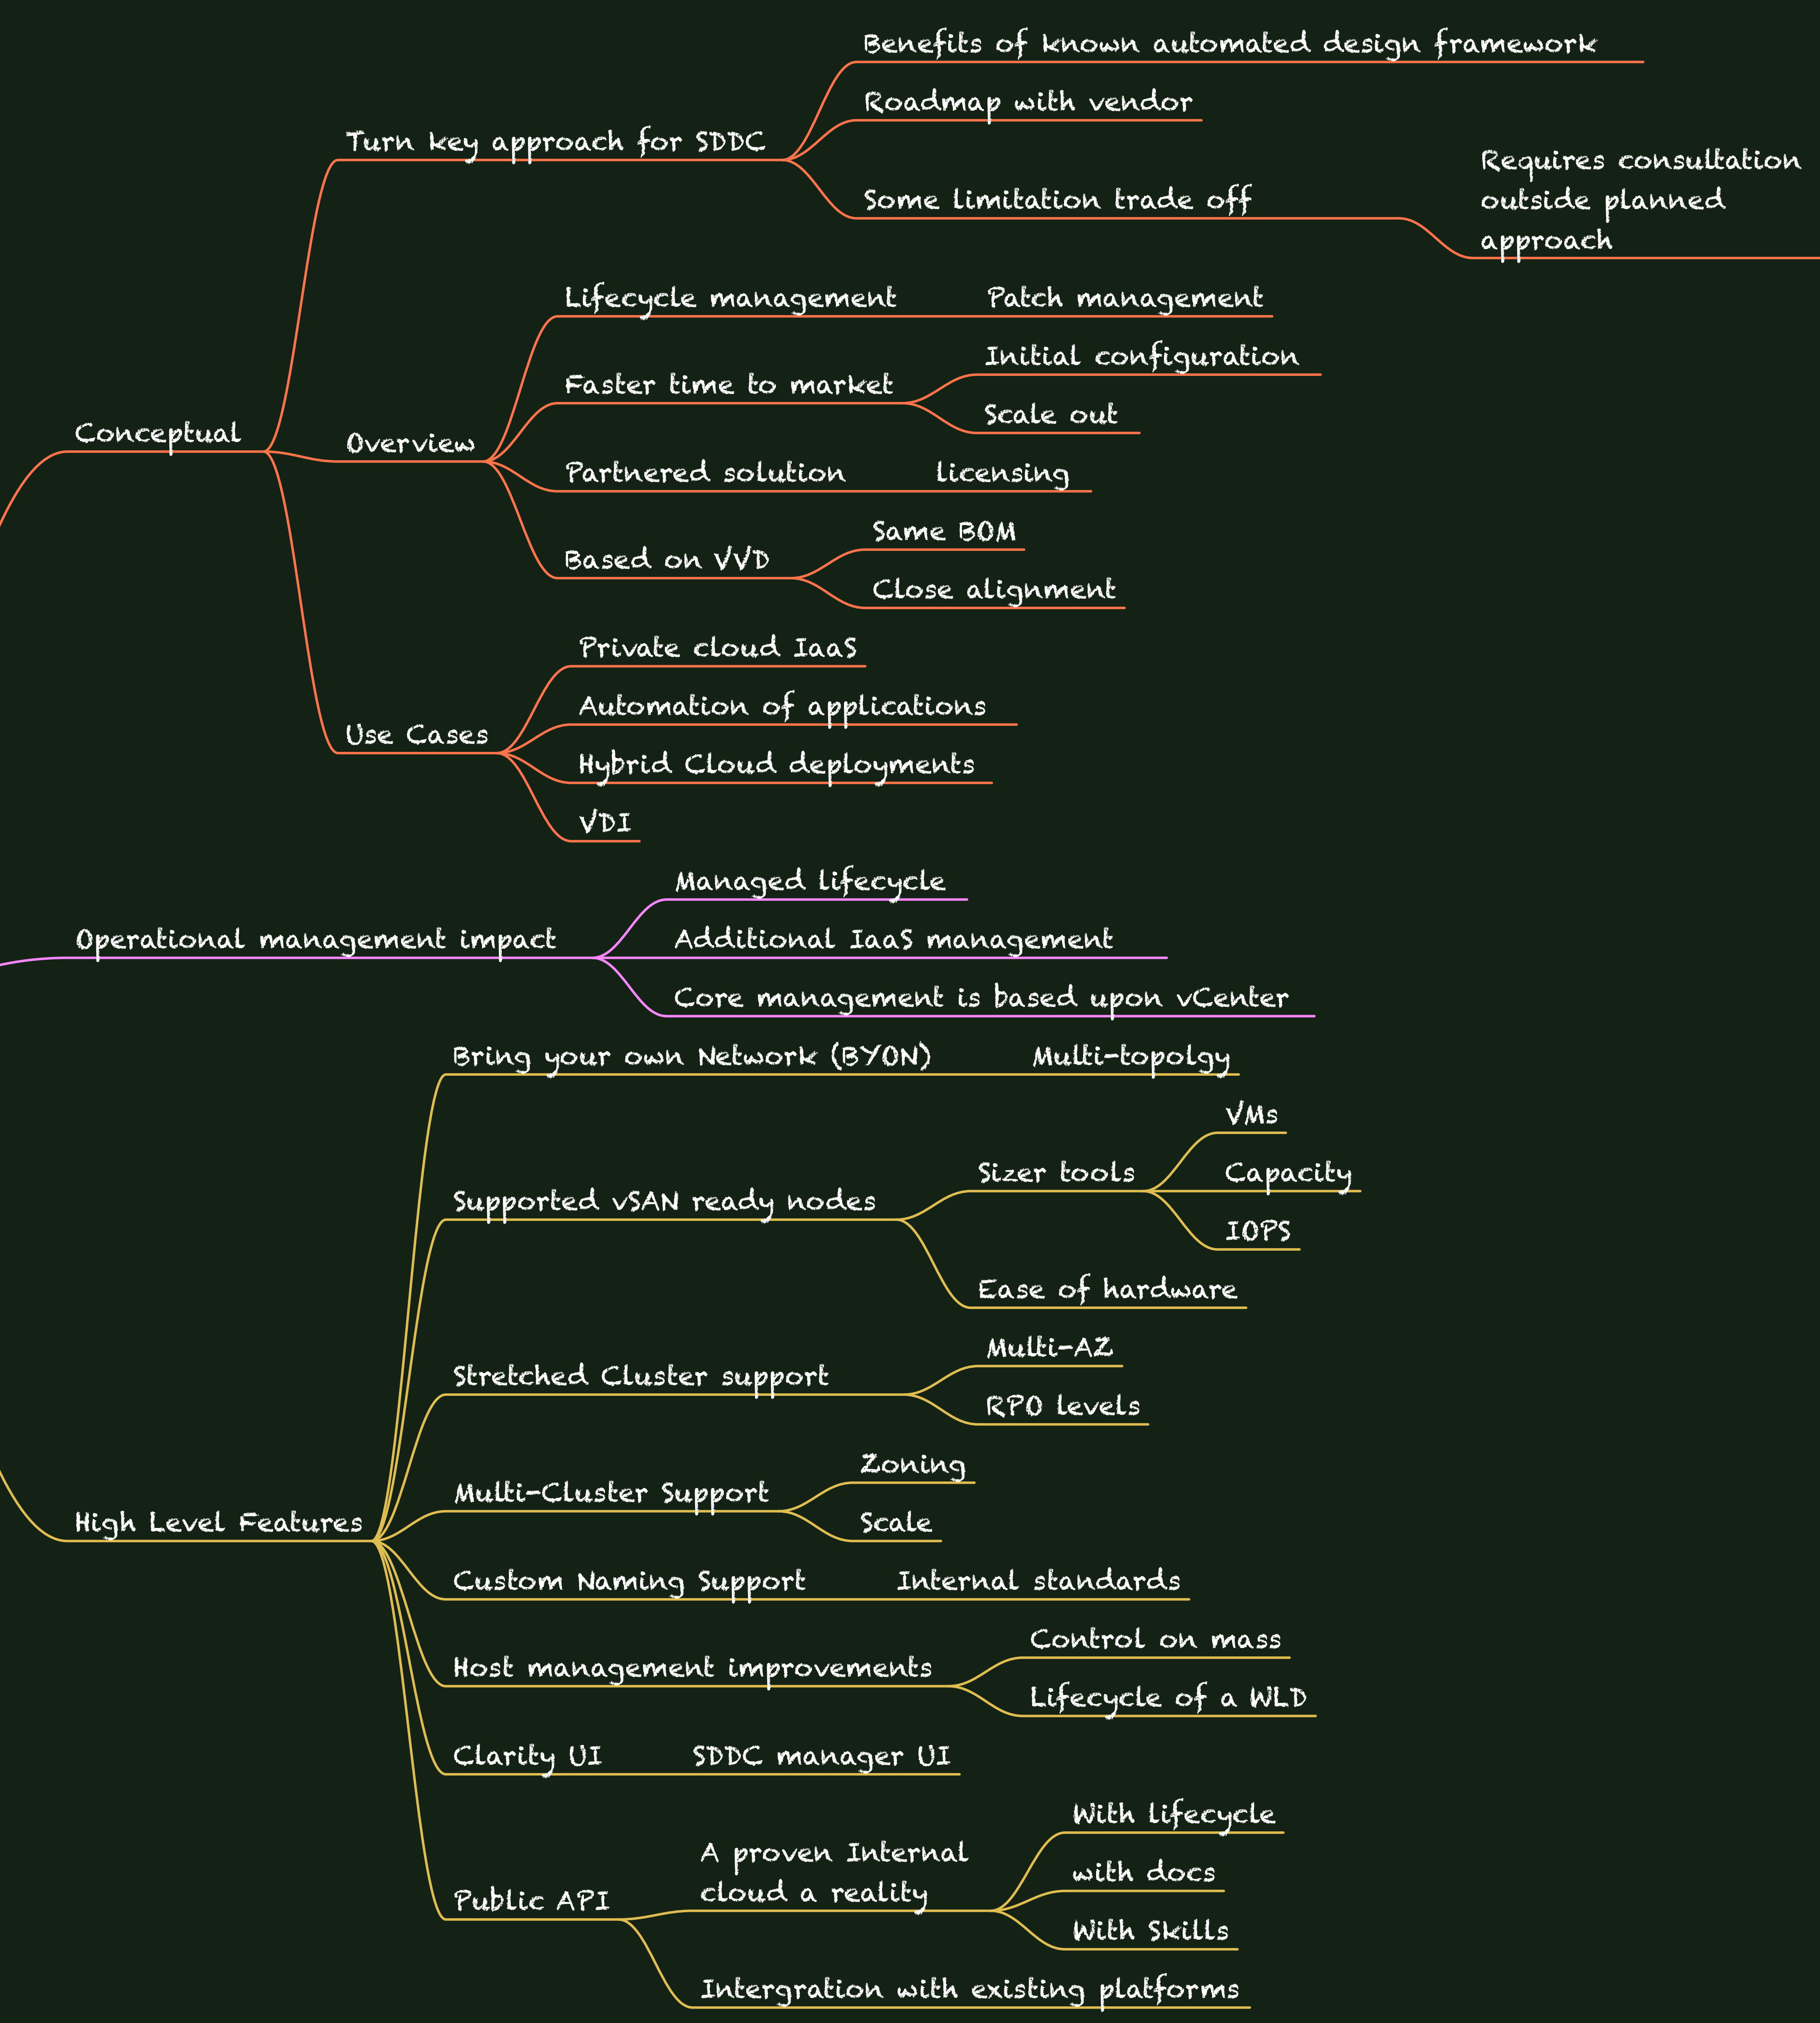 Benefits of known automated design framework
Roadmap with vendor
Turn key approach for SDDC
Requires consultation
outside planned
approach
Some limitation trade off
Lifecycle management
Patch management
Initial configuration
Faster time to market
Scale out
Conceptual
Overview
Partnered solution
licensing
Same BOM
Based on VVD
Close alignment
Private cloud IaaS
Automation of applications
Use Cases
Hybrid Cloud deployments
VDI
Managed lifecycle
Operational management impact
Additional IaaS management
Core management is based upon vCenter
Bring your own Network (BYON)
Multi-topolgy
VMs
Sizer tools
Capacity
Supported vSAN ready nodes
IOPS
Ease of hardware
Multi-AZ
Stretched Cluster support
RPO levels
Zoning
Multi-Cluster Support
High Level Features
Scale
Custom Naming Support
Internal standards
Control on mass
Host management improvements
Lifecycle of a WLD
Clarity UI
SDDC manager UI
With lifecycle
A proven Internal
cloud a reality
with docs
Public API
With Skills
Intergration with existing platforms